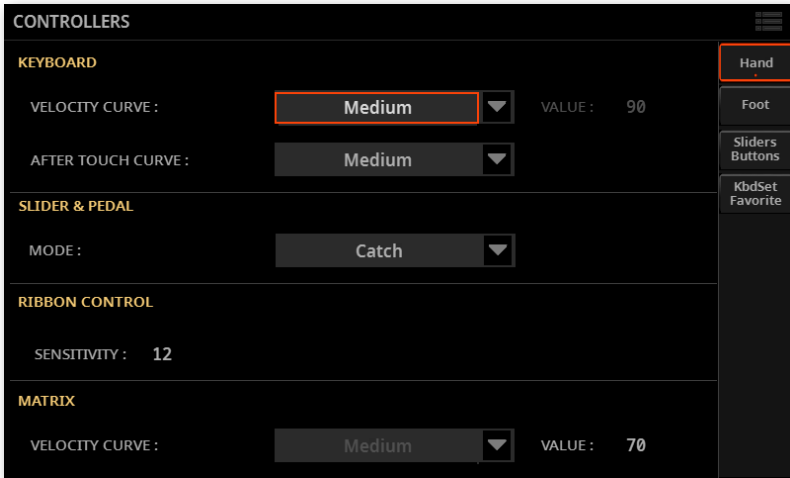 CONTROLLERS
KEYBOARD
VELOCITY CURVE : Medium VALUE : 90
AFTER TOUCH CURVE : Medium
SLIDER & PEDAL
MODE : Catch
RIBBON CONTROL
SENSITIVITY : 12
MATRIX
VELOCITY CURVE : Medium VALUE : 70
Hand
Foot
Sliders
Buttons
KbdSet
Favorite